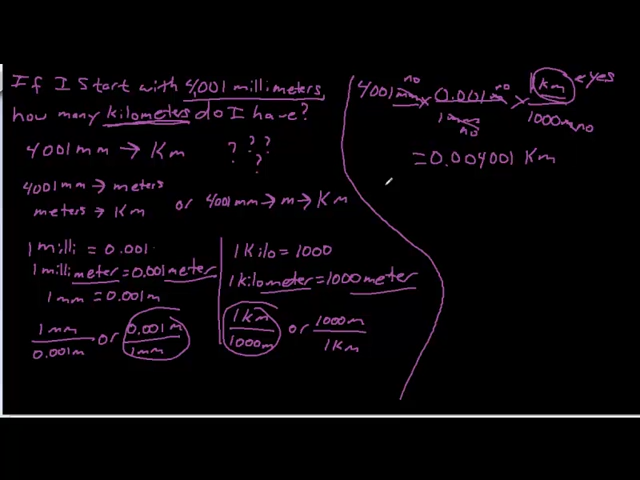 If I Start with 4,001 millimeters,
how many kilometers do I have?
4001 mm → Km ? ? ? ?
4001 mm → meters
meters → Km
or 4001 mm → m → Km
1 milli = 0.001
1 millimeter = 0.001 meter
1 mm = 0.001 m
1 mm / 0.001 m or 0.001 m / 1 mm
1 Kilo = 1000
1 kilometer = 1000 meter
1 Km / 1000 m or 1000 m / 1 Km
4001 mm no × 0.001 m no / 1 mm no × 1 Km / 1000 m no ← yes
= 0.004001 Km